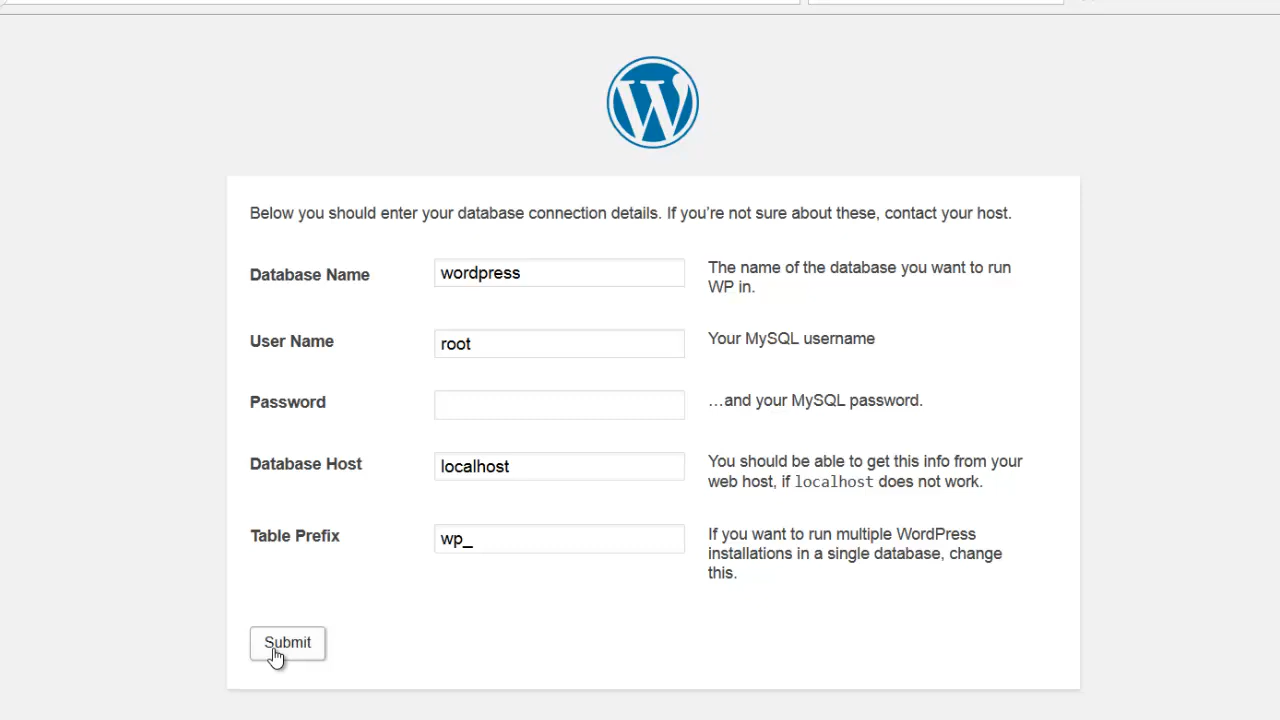 W
Below you should enter your database connection details. If you’re not sure about these, contact your host.
Database Name
wordpress
The name of the database you want to run
WP in.
User Name
root
Your MySQL username
Password
…and your MySQL password.
Database Host
localhost
You should be able to get this info from your
web host, if localhost does not work.
Table Prefix
wp_
If you want to run multiple WordPress
installations in a single database, change
this.
Submit